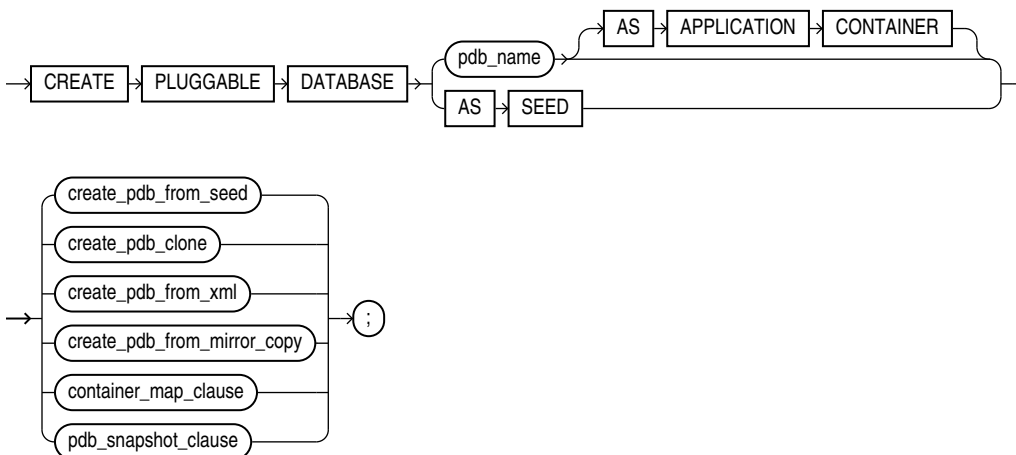 AS APPLICATION CONTAINER
CREATE PLUGGABLE DATABASE pdb_name
AS SEED
create_pdb_from_seed
create_pdb_clone
create_pdb_from_xml
create_pdb_from_mirror_copy ;
container_map_clause
pdb_snapshot_clause